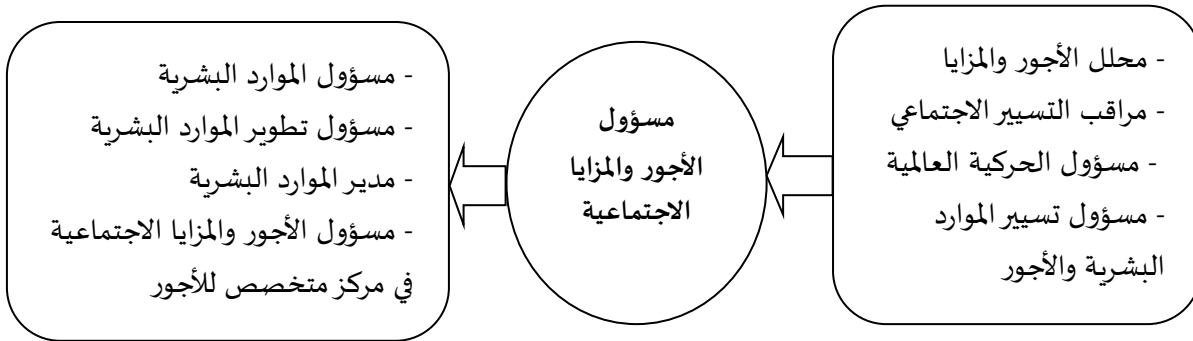 - محلل الأجور والمزايا
- مراقب التسيير الاجتماعي
- مسؤول الحركية العالمية
- مسؤول تسيير الموارد
البشرية والأجور
مسؤول
الأجور والمزايا
الاجتماعية
- مسؤول الموارد البشرية
- مسؤول تطوير الموارد البشرية
- مدير الموارد البشرية
- مسؤول الأجور والمزايا الاجتماعية
في مركز متخصص للأجور